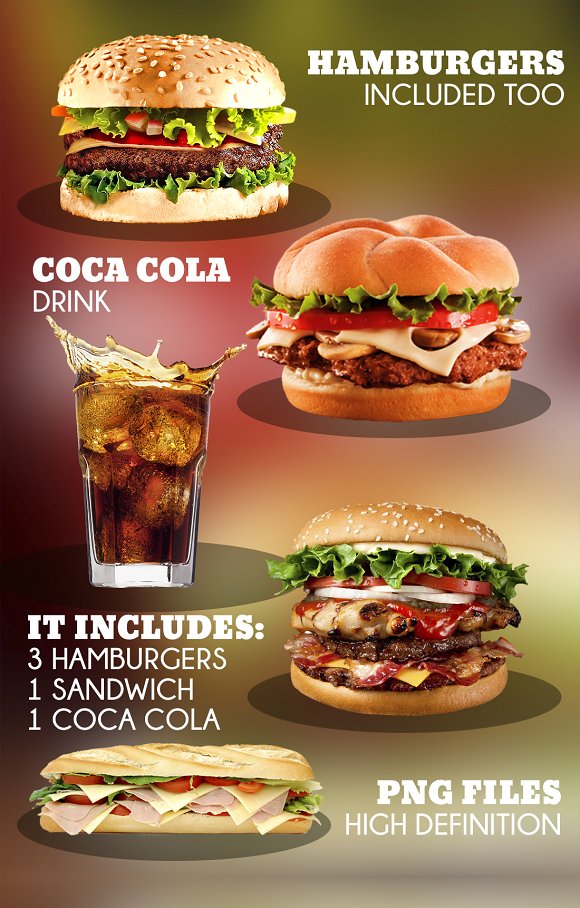 HAMBURGERS
INCLUDED TOO
COCA COLA
DRINK
IT INCLUDES:
3 HAMBURGERS
1 SANDWICH
1 COCA COLA
PNG FILES
HIGH DEFINITION